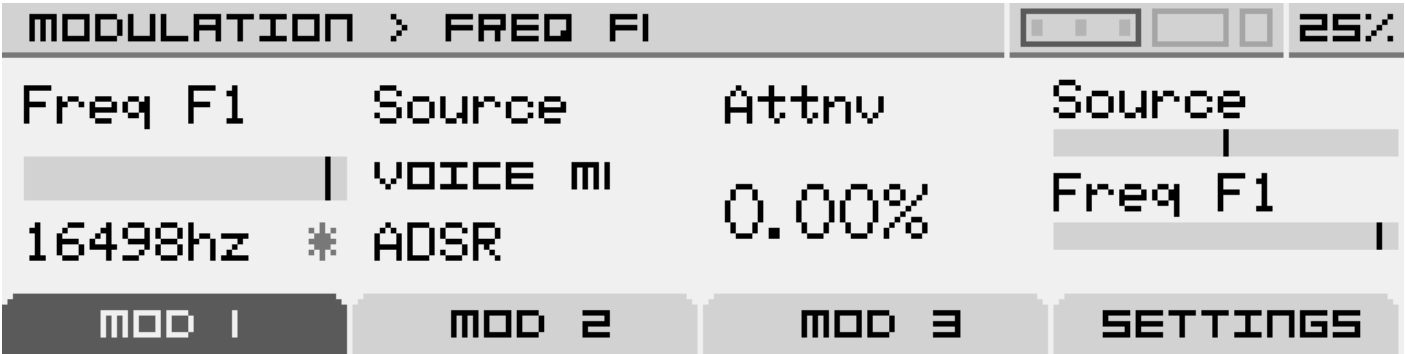 MODULATION > FREQ F1 25%
Freq F1 Source Attnv Source
VOICE M1
0.00%
Freq F1
16498hz * ADSR
MOD 1 MOD 2 MOD 3 SETTINGS